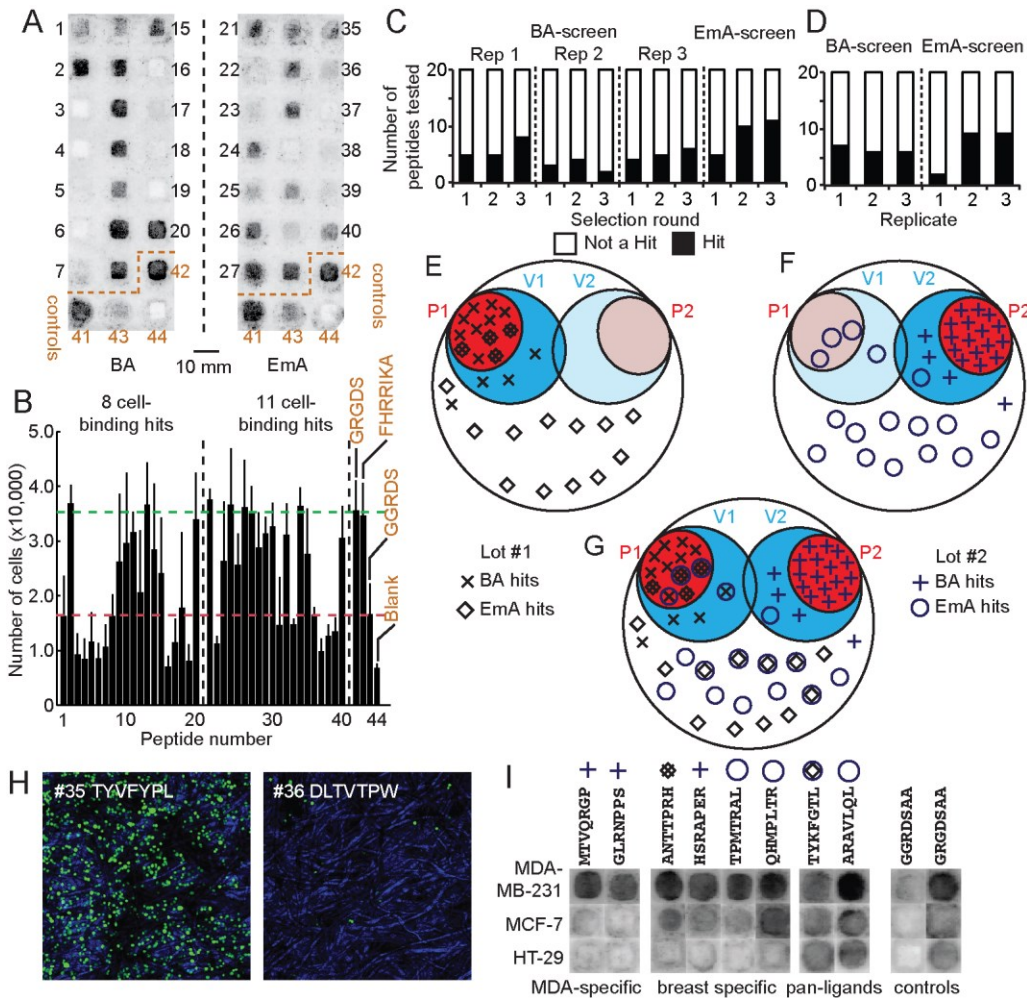 A
1
2
3
4
5
6
7
15
16
17
18
19
20
42
controls
41 43 44
BA
10 mm
21
22
23
24
25
26
27
35
36
37
38
39
40
42
controls
41 43 44
EmA
B
8 cell-
binding hits
11 cell-
binding hits
GRGDS
FHRRIKA
GGRDS
Blank
Number of cells (x10,000)
5.0
4.0
3.0
2.0
1.0
.0
1 10 20 30 40 44
Peptide number
C
BA-screen
EmA-screen
Rep 1 Rep 2 Rep 3
Number of
peptides tested
20
10
0
1 2 3 1 2 3 1 2 3 1 2 3
Selection round
D
BA-screen EmA-screen
20
10
0
1 2 3 1 2 3
Replicate
Not a Hit Hit
E
V1 V2
P1 P2
F
V1 V2
P1 P2
G
V1 V2
P1 P2
Lot #1
BA hits
EmA hits
Lot #2
BA hits
EmA hits
H
#35 TYVFYPL
#36 DLTVTPW
I
MTVQRGP
GLRNPPS
ANTTPRH
HSRAPER
TPMTRAL
QHMPLTR
TYKFGTL
ARAVLQL
GGRDSAA
GRGDSAA
MDA-
MB-231
MCF-7
HT-29
MDA-specific breast specific pan-ligands controls